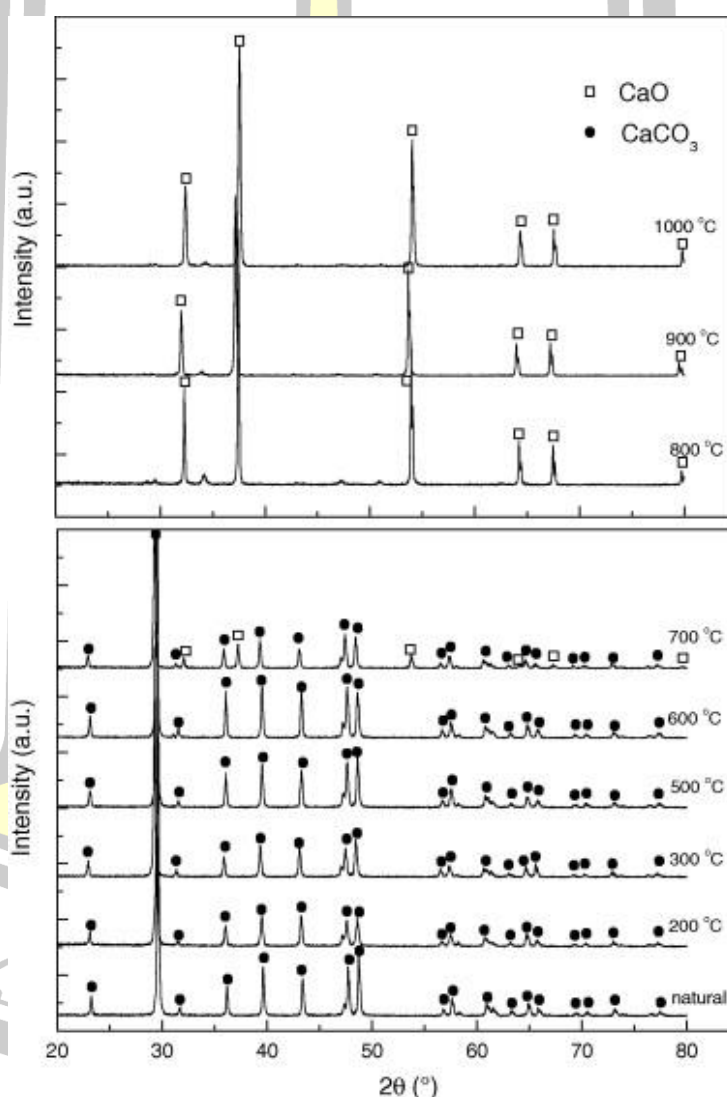 Intensity (a.u.)
CaO
CaCO₃
1000 °C
900 °C
800 °C
Intensity (a.u.)
700 °C
600 °C
500 °C
300 °C
200 °C
natural
20 30 40 50 60 70 80
2θ (°)